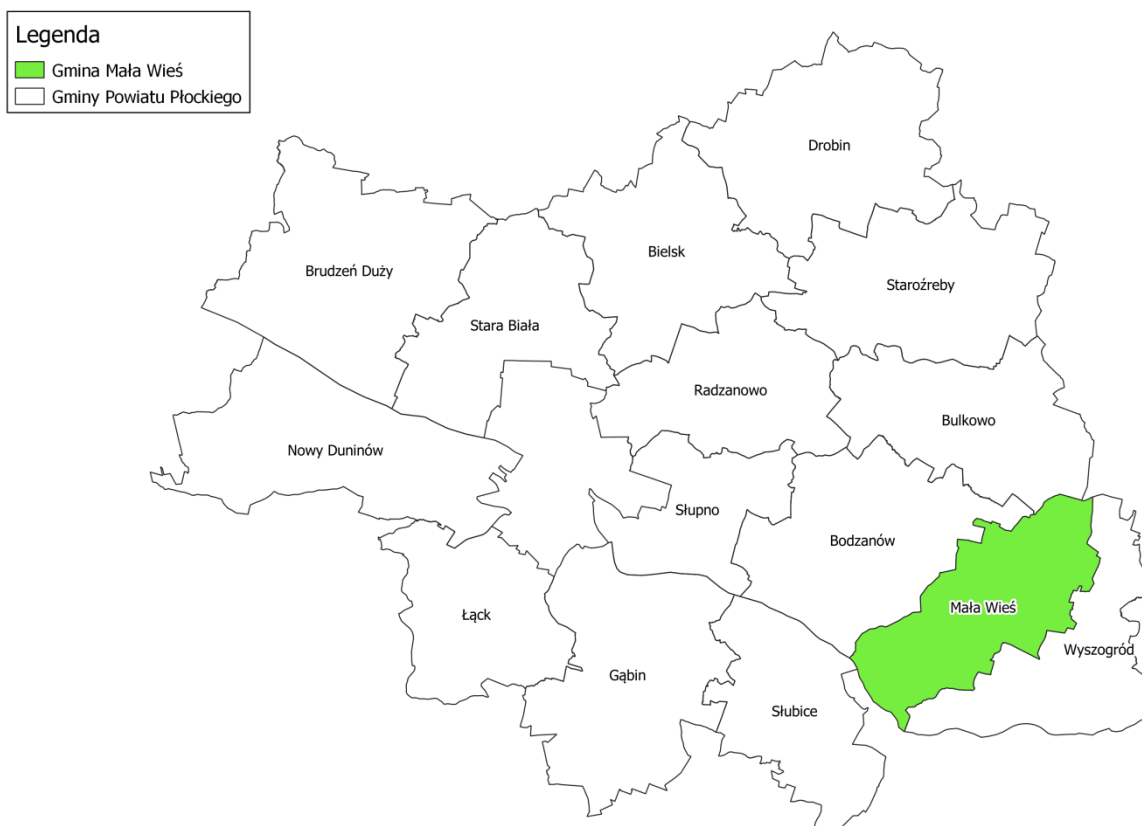 Legenda
Gmina Mała Wieś
Gminy Powiatu Płockiego
Drobin
Bielsk
Brudzeń Duży
Staroźreby
Stara Biała
Radzanowo
Bulkowo
Nowy Duninów
Słupno
Bodzanów
Łąck
Mała Wieś
Wyszogród
Gąbin
Słubice